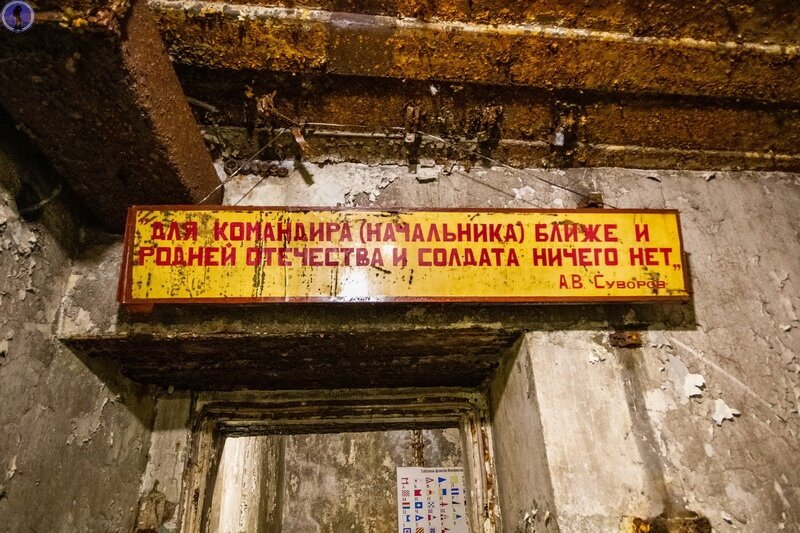 "ДЛЯ КОМАНДИРА (НАЧАЛЬНИКА) БЛИЖЕ И
РОДНЕЙ ОТЕЧЕСТВА И СОЛДАТА НИЧЕГО НЕТ„
А.В. СУВОРОВ